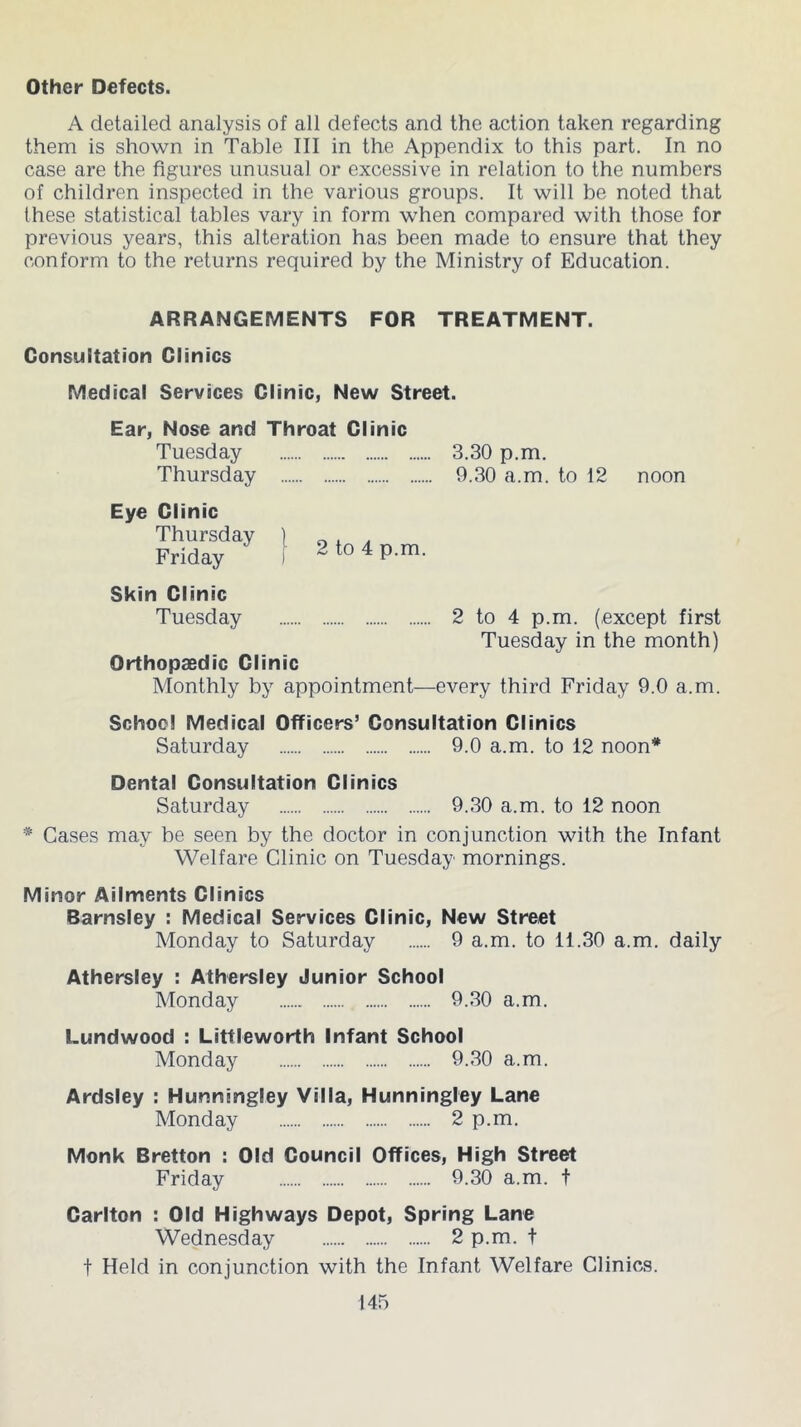 Other Defects.
A detailed analysis of all defects and the action taken regarding
them is shown in Table III in the Appendix to this part. In no
case are the figures unusual or excessive in relation to the numbers
of children inspected in the various groups. It will be noted that
these statistical tables vary in form when compared with those for
previous years, this alteration has been made to ensure that they
conform to the returns required by the Ministry of Education.
ARRANGEMENTS FOR TREATMENT.
Consultation Clinics
Medical Services Clinic, New Street.
Ear, Nose and Throat Clinic
Tuesday ...... ...... ...... ...... 3.30 p.m.
Thursday ...... ...... ...... ...... 9.30 a.m. to 12 noon
Eye Clinic
Thursday }
Friday } 2 to 4 p.m.
Skin Clinic
Tuesday ...... ...... ...... ...... 2 to 4 p.m. (except first
Tuesday in the month)
Orthopædic Clinic
Monthly by appointment—every third Friday 9.0 a.m.
School Medical Officers' Consultation Clinics
Saturday ...... ...... ...... ...... 9.0 a.m. to 12 noon*
Dental Consultation Clinics
Saturday ...... ...... ...... ...... 9.30 a.m. to 12 noon
* Cases may be seen by the doctor in conjunction with the Infant
Welfare Clinic on Tuesday mornings.
Minor Ailments Clinics
Barnsley : Medical Services Clinic, New Street
Monday to Saturday ...... 9 a.m. to 11.30 a.m. daily
Athersley : Athersley Junior School
Monday ...... ...... ...... ...... 9.30 a.m.
Lundwood : Littleworth Infant School
Monday ...... ...... ...... ...... 9.30 a.m.
Ardsley : Hunningley Villa, Hunningley Lane
Monday ...... ...... ...... ...... 2 p.m.
Monk Bretton : Old Council Offices, High Street
Friday ...... ...... ...... ...... 9.30 a.m. †
Carlton : Old Highways Depot, Spring Lane
Wednesday ...... ...... ...... 2 p.m. †
† Held in conjunction with the Infant Welfare Clinics.
145